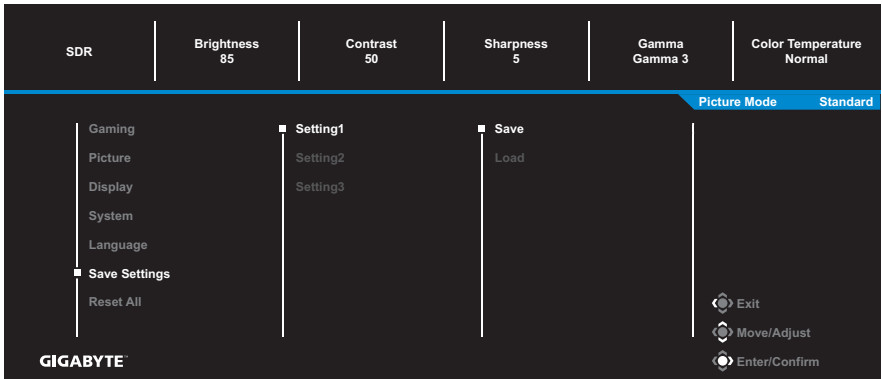 SDR
Brightness
85
Contrast
50
Sharpness
5
Gamma
Gamma 3
Color Temperature
Normal
Picture Mode Standard
Gaming
Picture
Display
System
Language
Save Settings
Reset All
Setting1
Setting2
Setting3
Save
Load
Exit
Move/Adjust
Enter/Confirm
GIGABYTE™